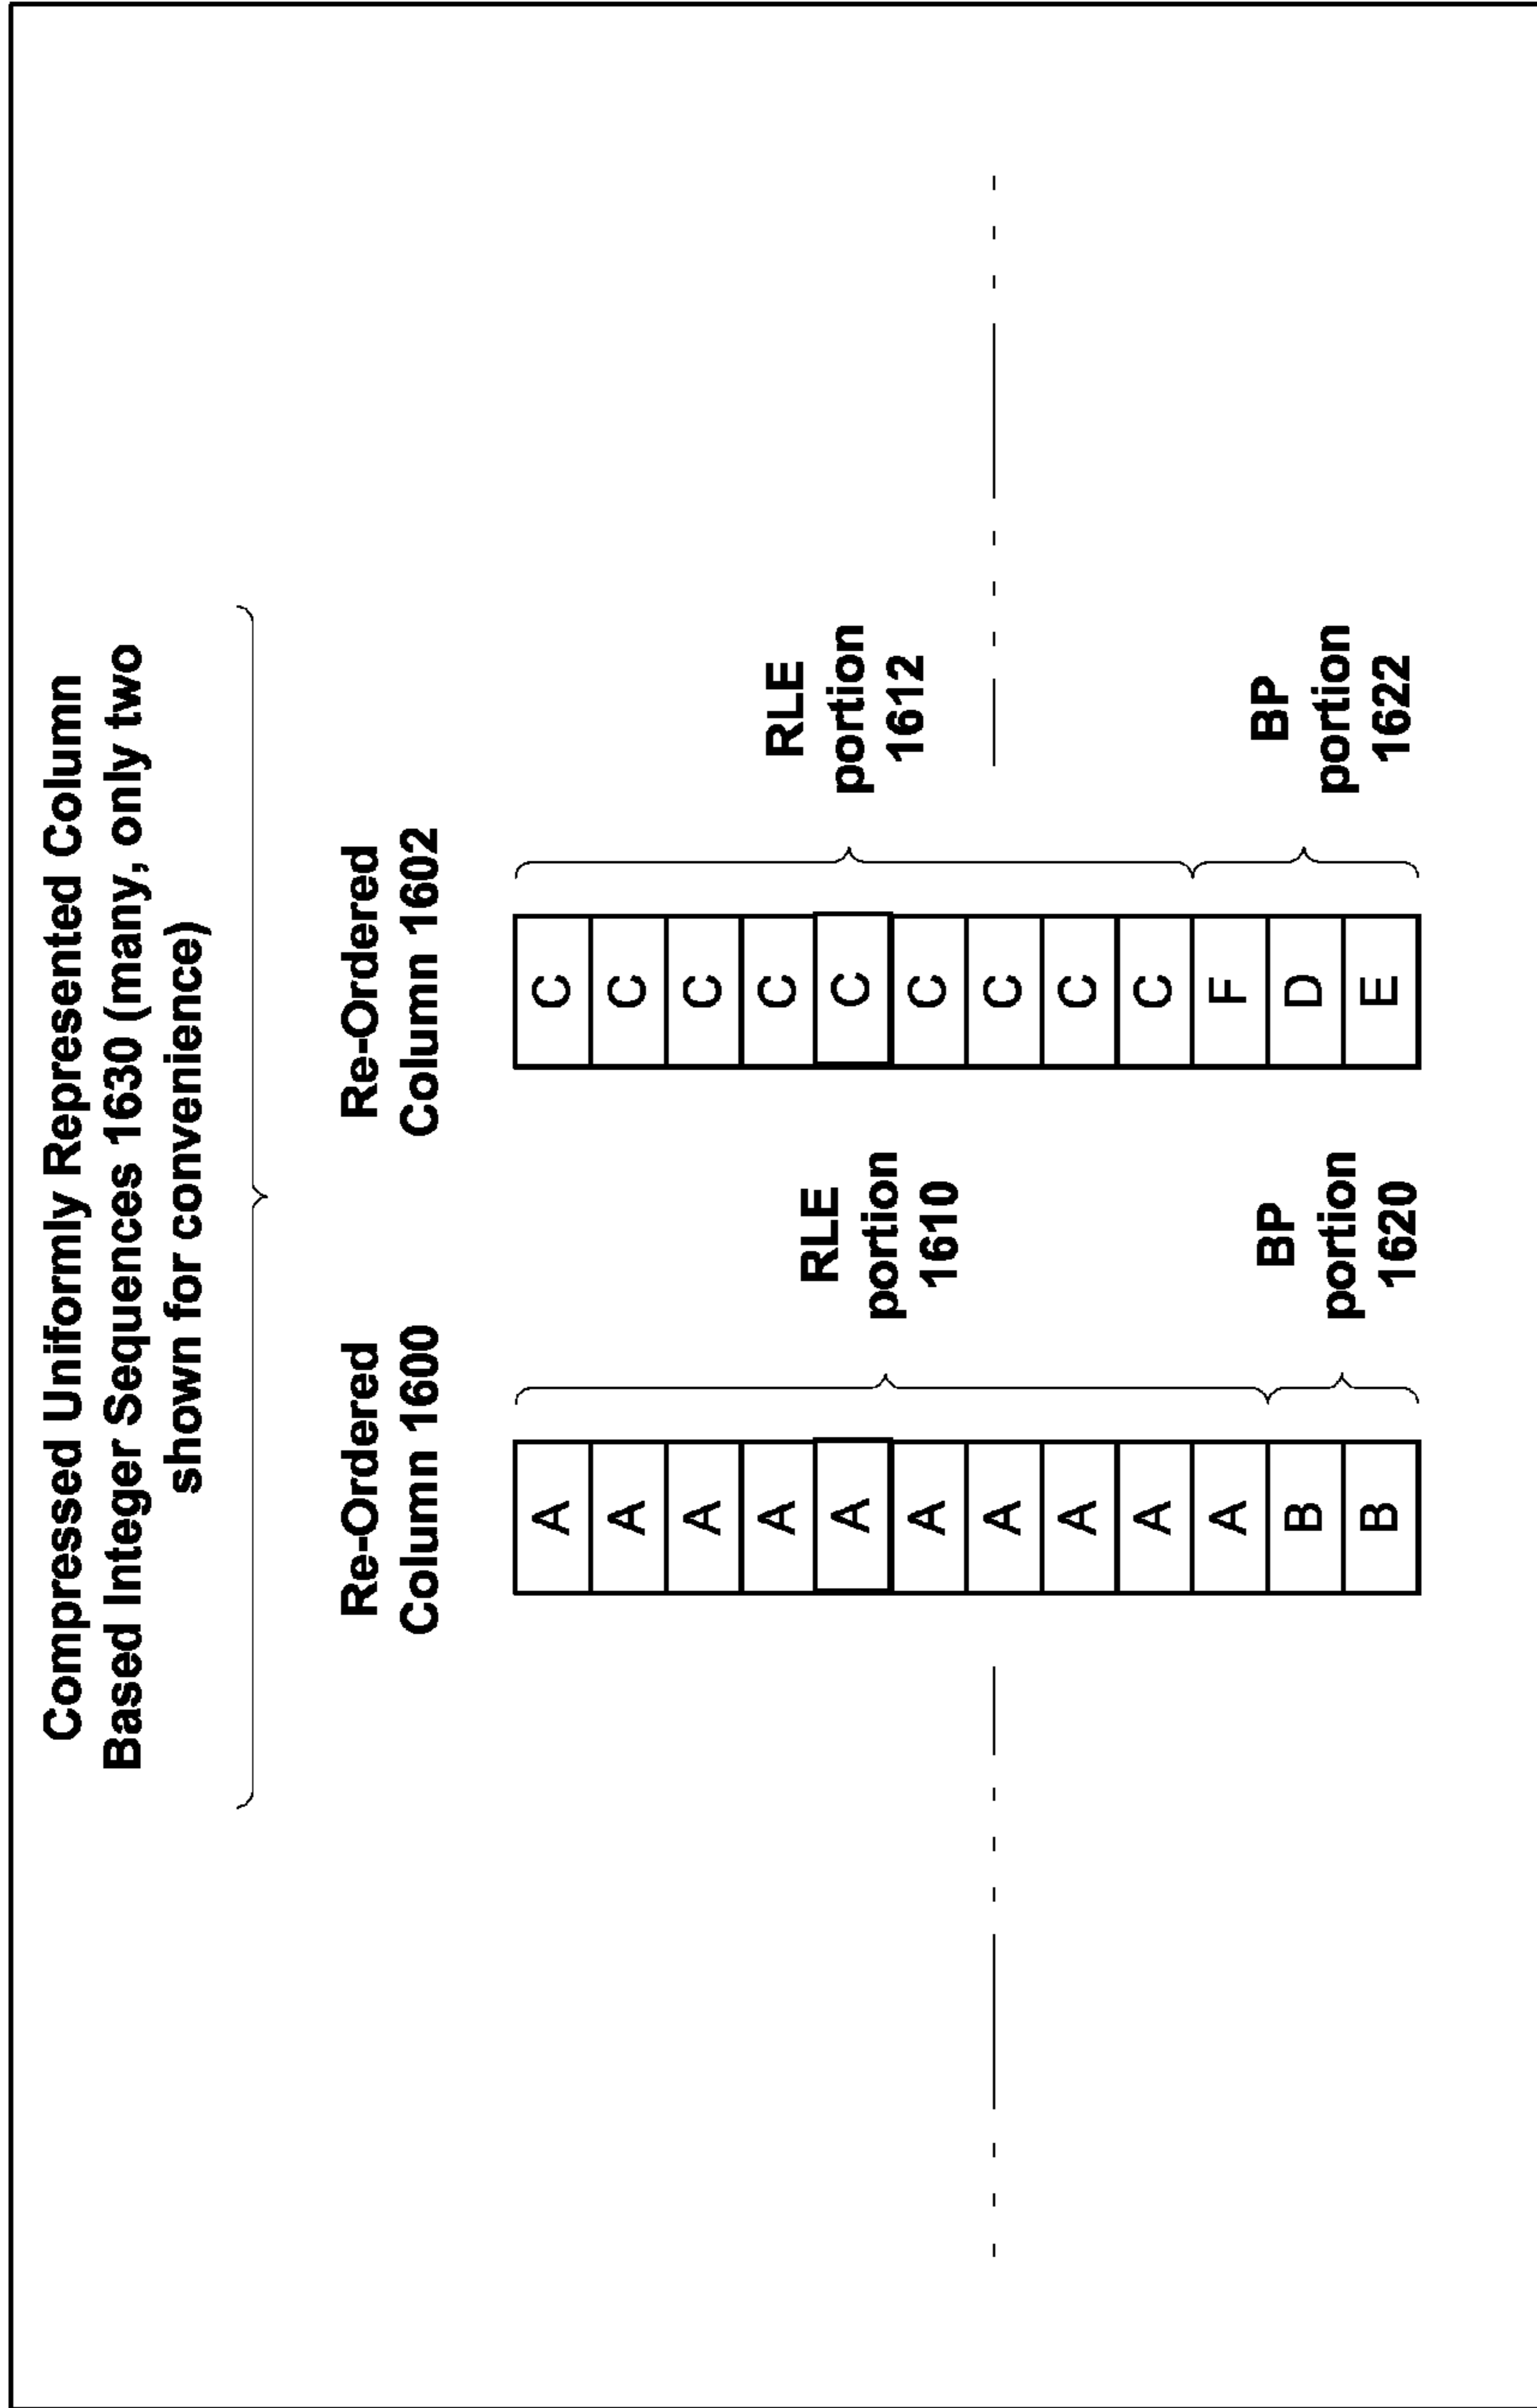 Compressed Uniformly Represented Column
Based Integer Sequences 1630 (many, only two
shown for convenience)
Re-Ordered
Column 1600
Re-Ordered
Column 1602
A
A
A
A
A
A
A
A
A
A
B
B
RLE
portion
1610
BP
portion
1620
C
C
C
C
C
C
C
C
C
F
D
E
RLE
portion
1612
BP
portion
1622